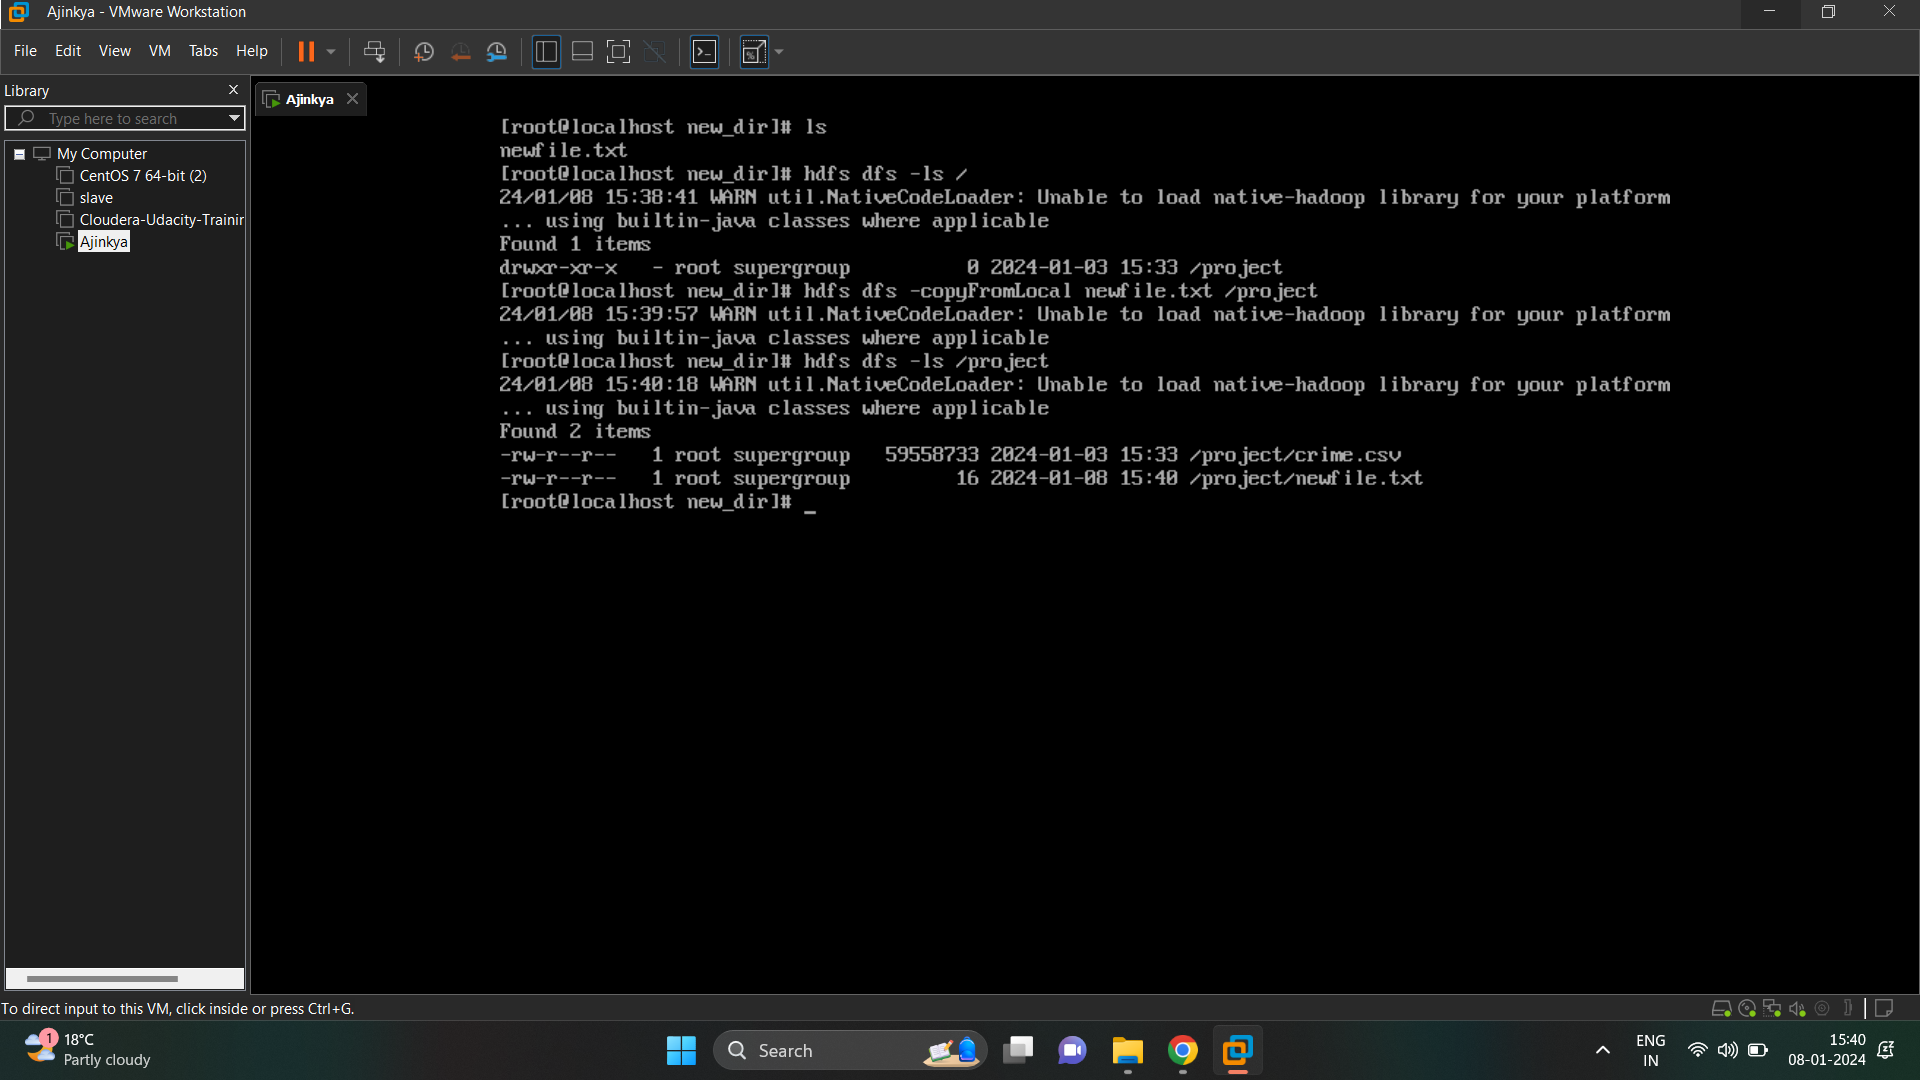 Ajinkya - VMware Workstation
File Edit View VM Tabs Help
Library
Type here to search
My Computer
CentOS 7 64-bit (2)
slave
Cloudera-Udacity-Trainir
Ajinkya
Ajinkya
[root@localhost new_dir]# ls
newfile.txt
[root@localhost new_dir]# hdfs dfs -ls /
24/01/08 15:38:41 WARN util.NativeCodeLoader: Unable to load native-hadoop library for your platform
... using builtin-java classes where applicable
Found 1 items
drwxr-xr-x   - root supergroup          0 2024-01-03 15:33 /project
[root@localhost new_dir]# hdfs dfs -copyFromLocal newfile.txt /project
24/01/08 15:39:57 WARN util.NativeCodeLoader: Unable to load native-hadoop library for your platform
... using builtin-java classes where applicable
[root@localhost new_dir]# hdfs dfs -ls /project
24/01/08 15:40:18 WARN util.NativeCodeLoader: Unable to load native-hadoop library for your platform
... using builtin-java classes where applicable
Found 2 items
-rw-r--r--   1 root supergroup   59558733 2024-01-03 15:33 /project/crime.csv
-rw-r--r--   1 root supergroup         16 2024-01-08 15:40 /project/newfile.txt
[root@localhost new_dir]# _
To direct input to this VM, click inside or press Ctrl+G.
1
18°C
Partly cloudy
Search
ENG
IN
15:40
08-01-2024